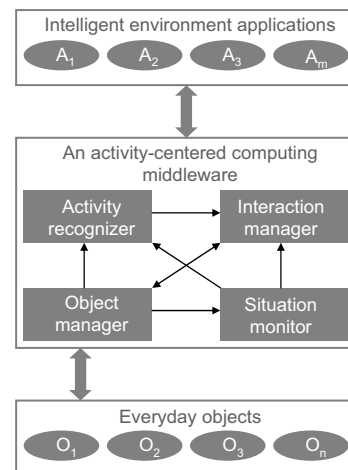 Intelligent environment applications
A1 A2 A3 Am
An activity-centered computing
middleware
Activity
recognizer
Interaction
manager
Object
manager
Situation
monitor
Everyday objects
O1 O2 O3 On